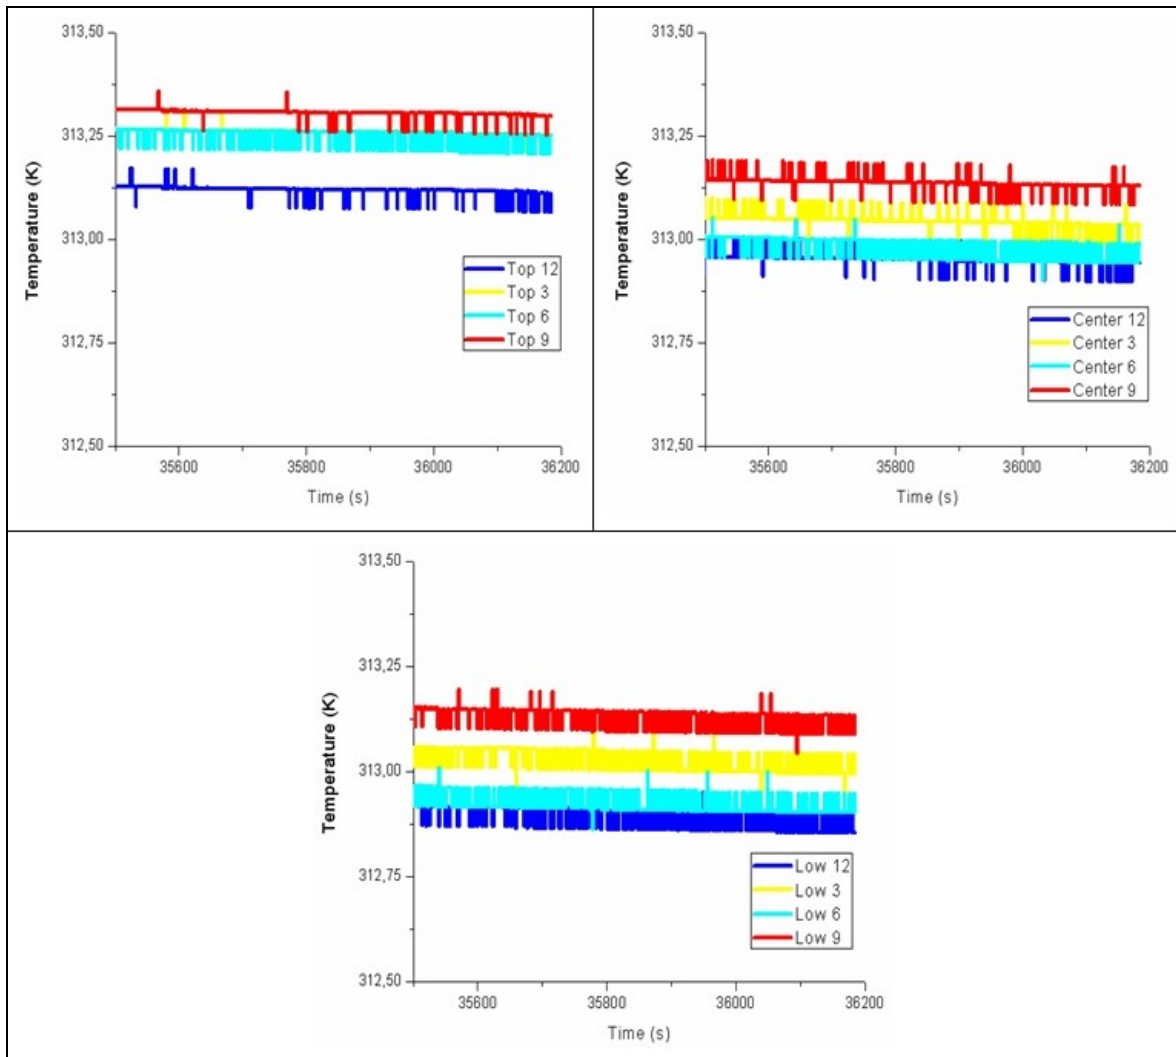 313,50
313,25
313,00
312,75
312,50
Temperature (K)
35600 35800 36000 36200
Time (s)
Top 12
Top 3
Top 6
Top 9
313,50
313,25
313,00
312,75
312,50
Temperature (K)
35600 35800 36000 36200
Time (s)
Center 12
Center 3
Center 6
Center 9
313,50
313,25
313,00
312,75
312,50
Temperature (K)
35600 35800 36000 36200
Time (s)
Low 12
Low 3
Low 6
Low 9